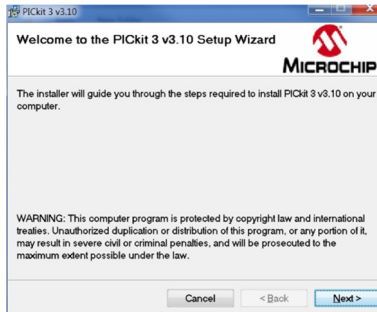 PICkit 3 v3.10
Welcome to the PICkit 3 v3.10 Setup Wizard
MICROCHIP
The installer will guide you through the steps required to install PICkit 3 v3.10 on your
computer.
WARNING: This computer program is protected by copyright law and international
treaties. Unauthorized duplication or distribution of this program, or any portion of it,
may result in severe civil or criminal penalties, and will be prosecuted to the
maximum extent possible under the law.
Cancel < Back Next >